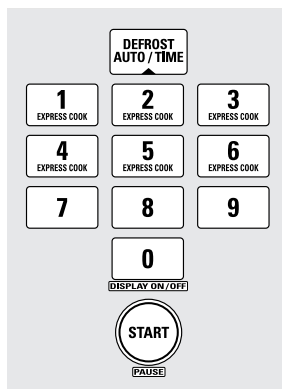 DEFROST
AUTO / TIME
1 2 3
EXPRESS COOK EXPRESS COOK EXPRESS COOK
4 5 6
EXPRESS COOK EXPRESS COOK EXPRESS COOK
7 8 9
0
DISPLAY ON/OFF
START
PAUSE